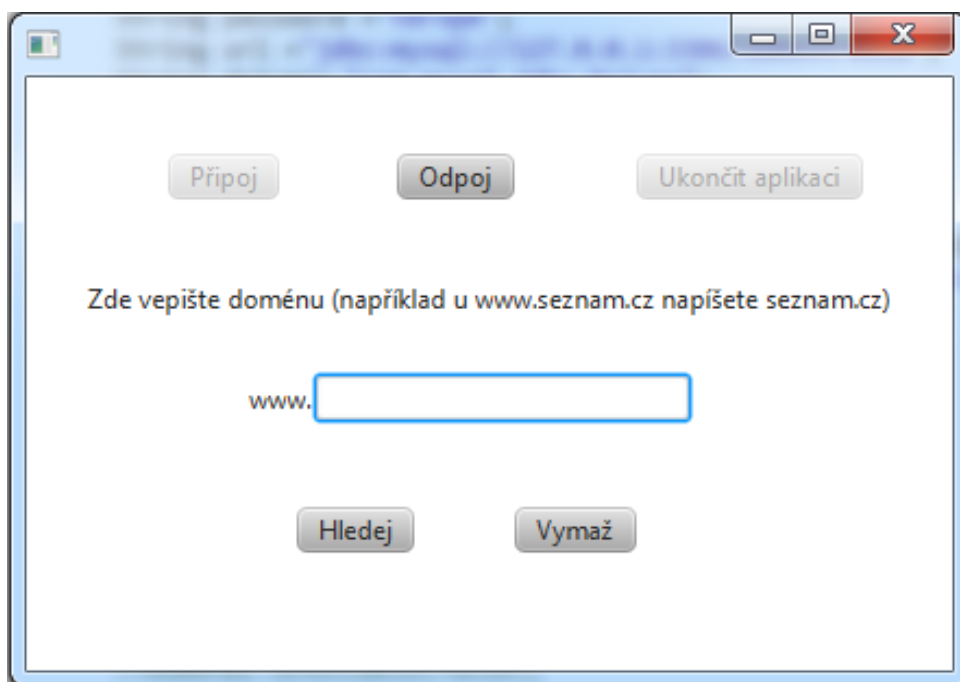 Připoj Odpoj Ukončit aplikaci
Zde vepište doménu (například u www.seznam.cz napíšete seznam.cz)
www.
Hledej Vymaž